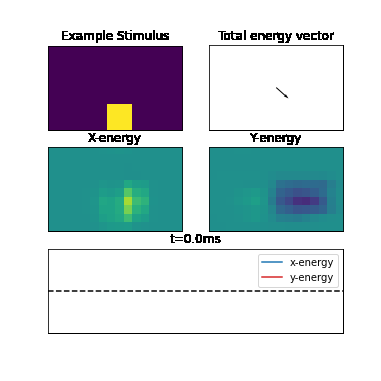 Example Stimulus
Total energy vector
X-energy
Y-energy
t=0.0ms
x-energy
y-energy